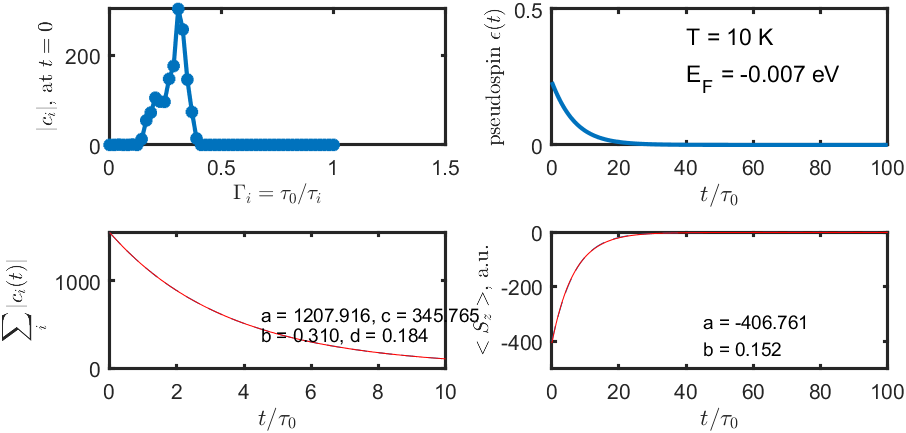 |c_i|, at t = 0
200
0
0
0.5
1
1.5
Γ_i = τ_0/τ_i
pseudospin ϵ(t)
0.5
0
T = 10 K
E_F = -0.007 eV
0
20
40
60
80
100
t/τ_0
∑_i |c_i(t)|
1000
0
a = 1207.916, c = 345.765
b = 0.310, d = 0.184
0
2
4
6
8
10
t/τ_0
< S_z >, a.u.
0
-200
-400
a = -406.761
b = 0.152
0
20
40
60
80
100
t/τ_0